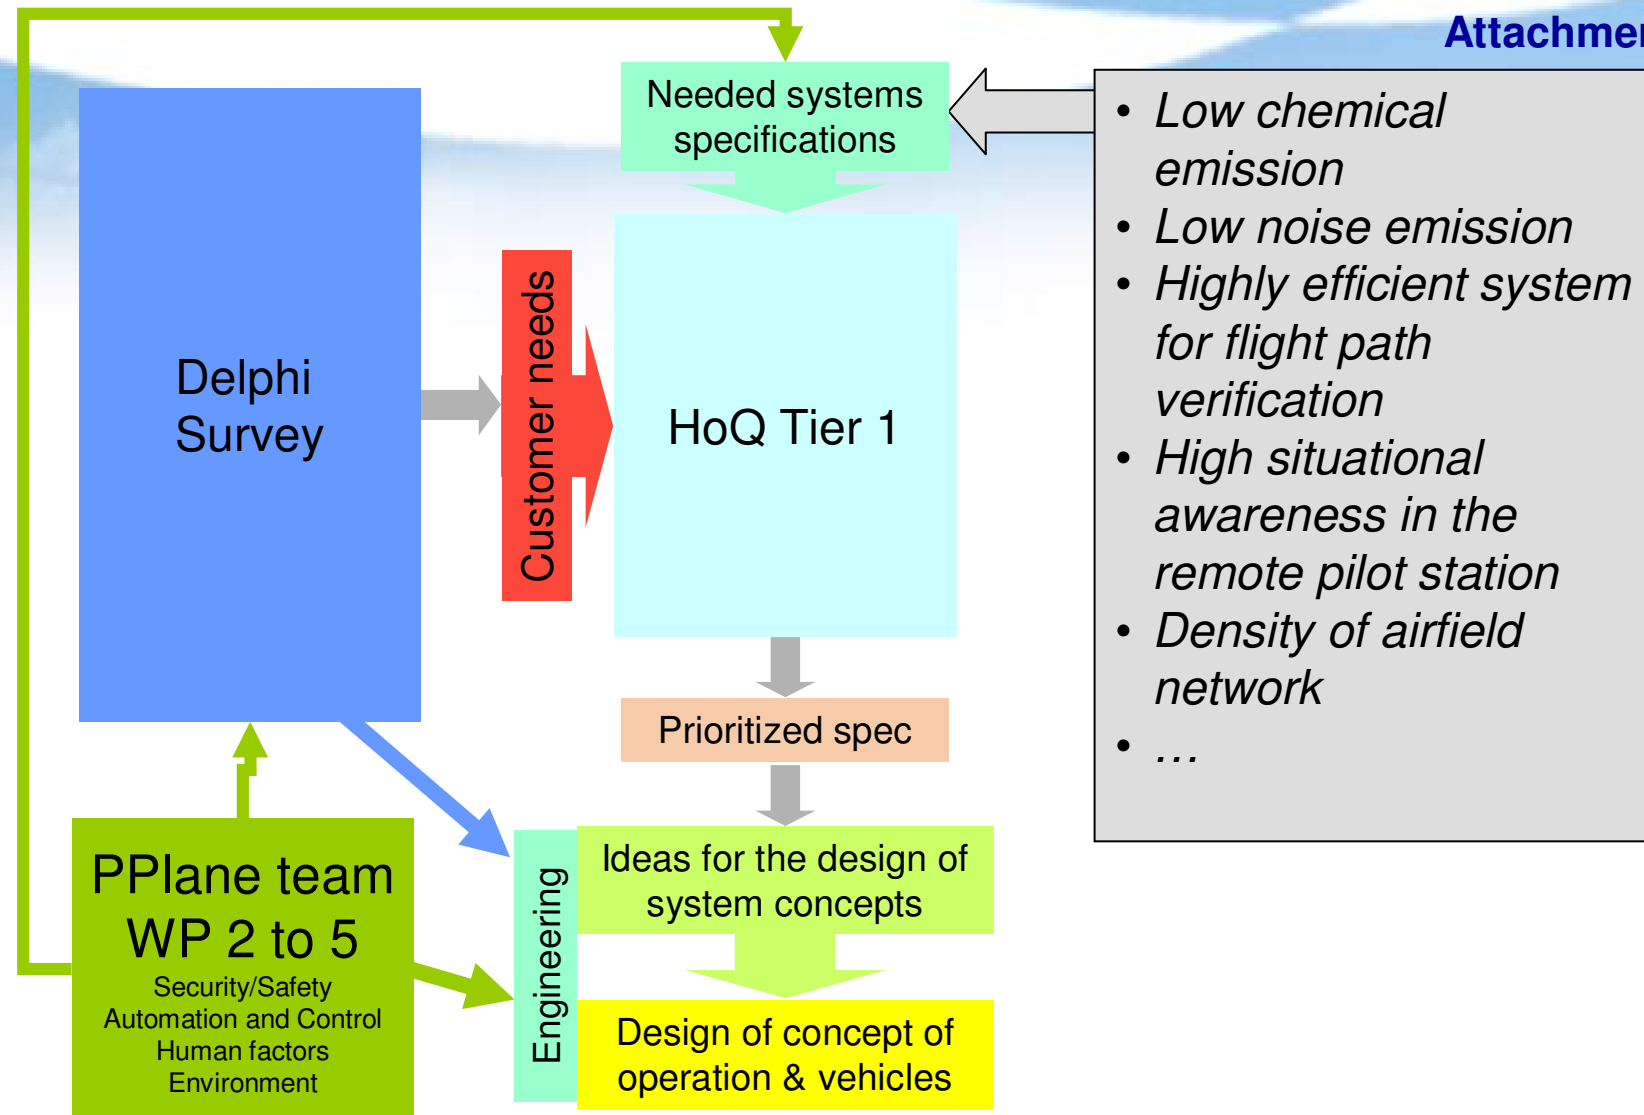 Needed systems
specifications
Delphi
Survey
Customer needs
HoQ Tier 1
Prioritized spec
PPlane team
WP 2 to 5
Security/Safety
Automation and Control
Human factors
Environment
Engineering
Ideas for the design of
system concepts
Design of concept of
operation & vehicles
• Low chemical
emission
• Low noise emission
• Highly efficient system
for flight path
verification
• High situational
awareness in the
remote pilot station
• Density of airfield
network
• …